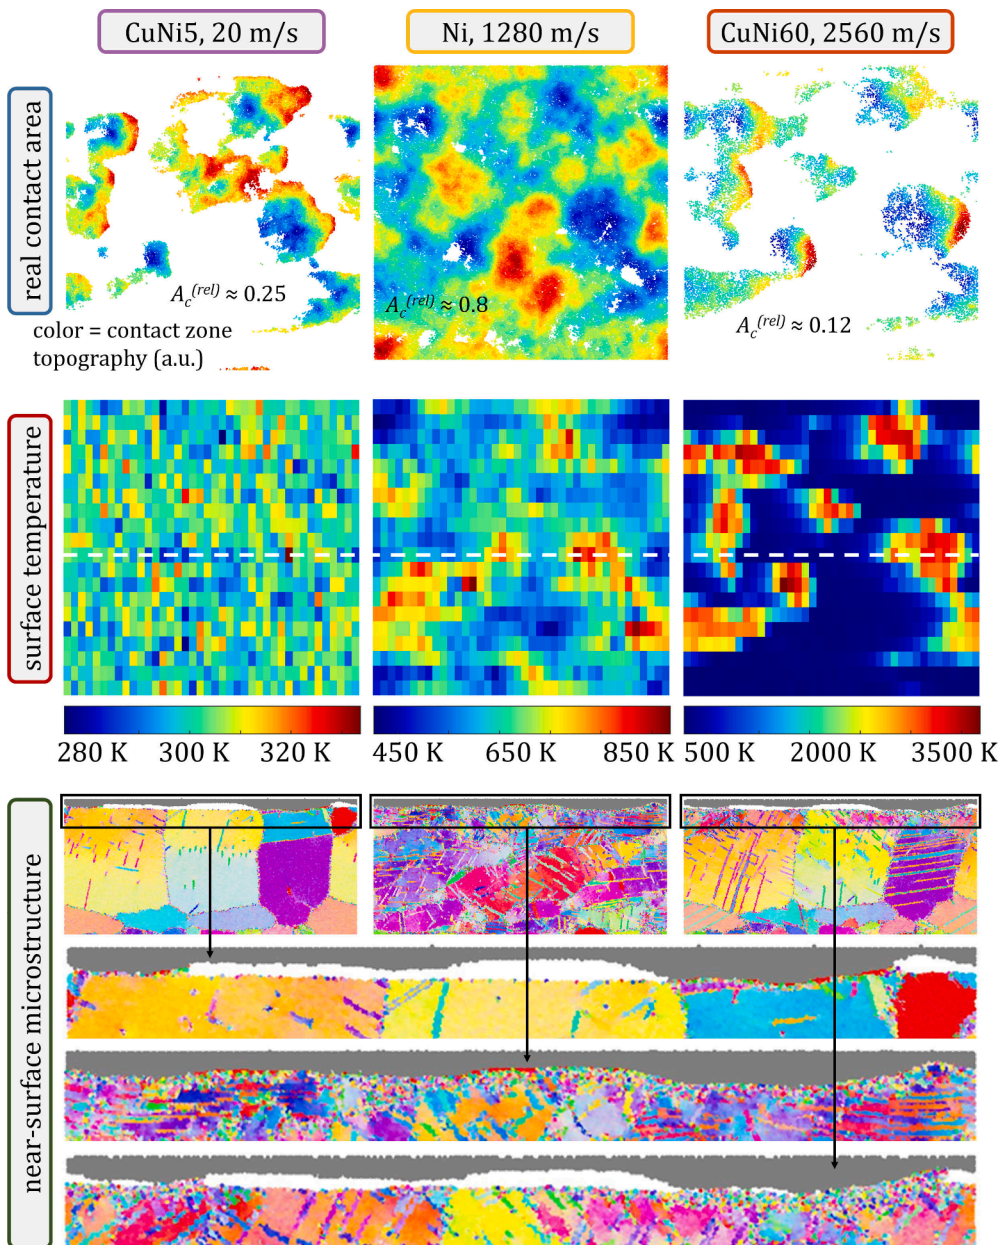 CuNi5, 20 m/s
Ni, 1280 m/s
CuNi60, 2560 m/s
real contact area
A_c^(rel) ≈ 0.25
A_c^(rel) ≈ 0.8
A_c^(rel) ≈ 0.12
color = contact zone
topography (a.u.)
surface temperature
280 K 300 K 320 K
450 K 650 K 850 K
500 K 2000 K 3500 K
near-surface microstructure